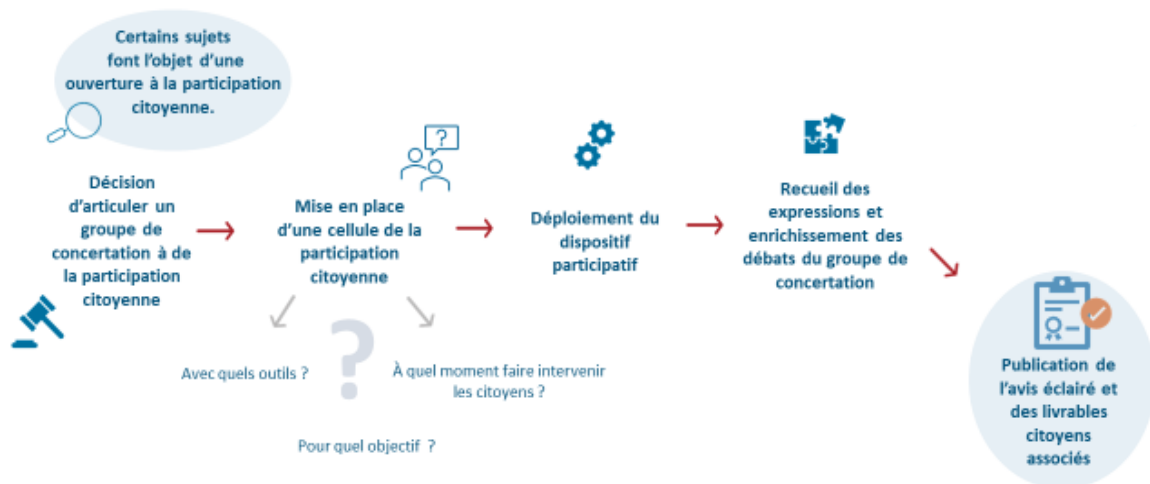 Certains sujets
font l'objet d'une
ouverture à la participation
citoyenne.
Décision
d'articuler un
groupe de
concertation à de
la participation
citoyenne
?
Mise en place
d'une cellule de la
participation
citoyenne
Déploiement du
dispositif
participatif
Recueil des
expressions et
enrichissement des
débats du groupe de
concertation
?
Avec quels outils ?
À quel moment faire intervenir
les citoyens ?
Pour quel objectif ?
Publication de
l'avis éclairé et
des livrables
citoyens
associés